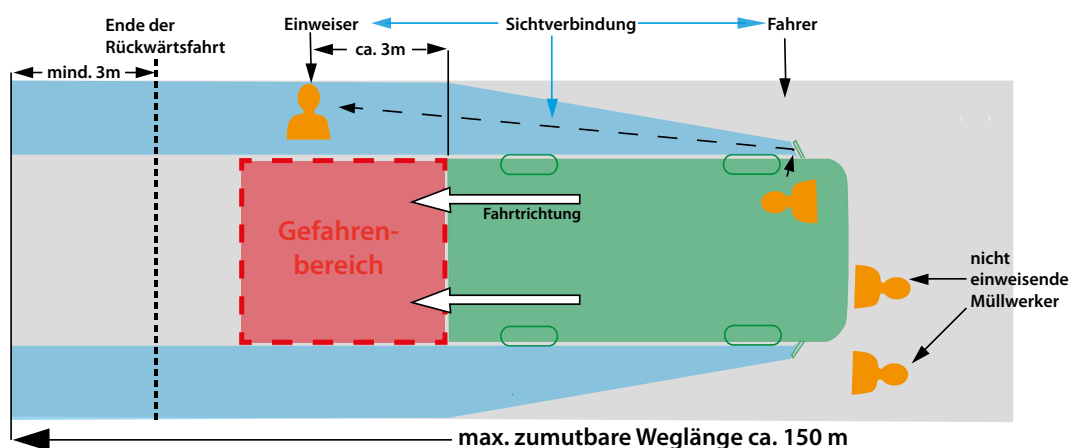 Ende der
Rückwärtsfahrt
Einweiser
Sichtverbindung
Fahrer
ca. 3m
mind. 3m
Fahrtrichtung
Gefahren-
bereich
nicht
einweisende
Müllwerker
max. zumutbare Weglänge ca. 150 m